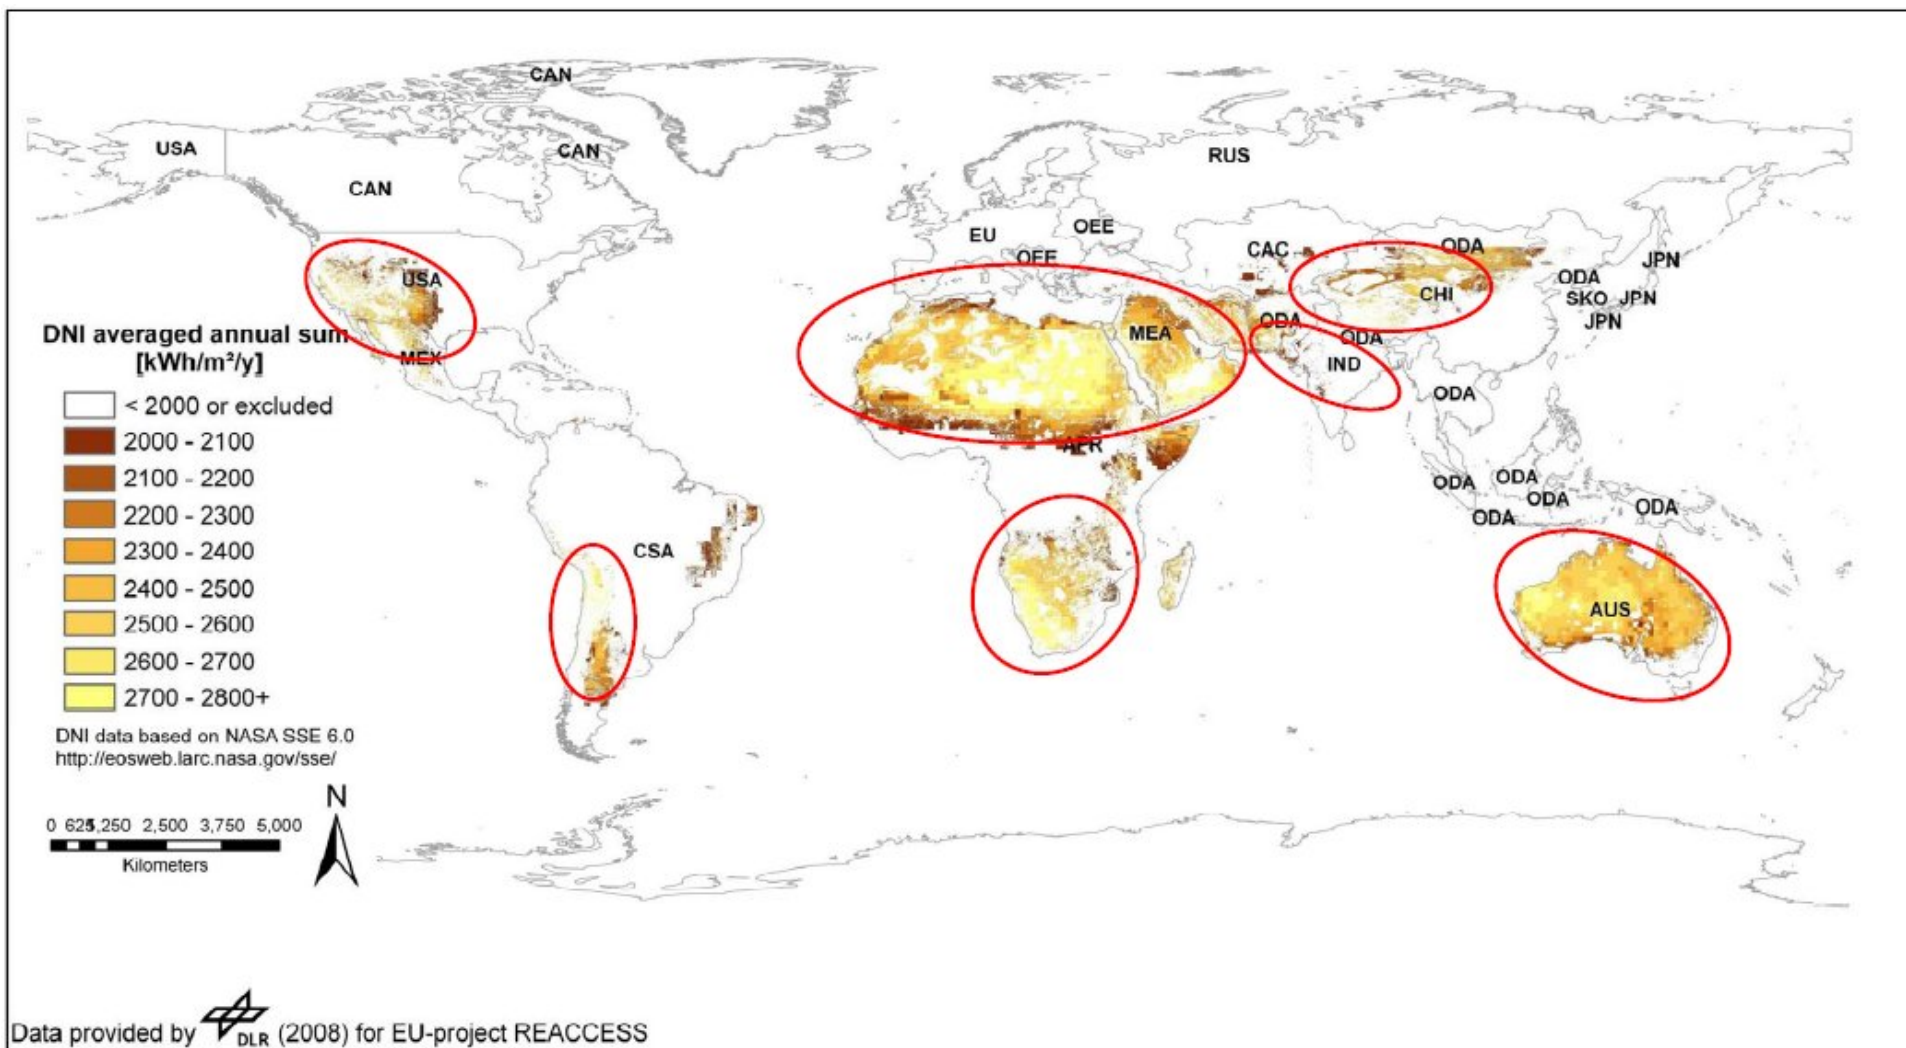 CAN
USA
CAN
CAN
RUS
EU
OEE
OEE
CAC
ODA
JPN
ODA
SKO
JPN
JPN
CHI
USA
MEX
MEA
ODA
ODA
IND
ODA
AFR
ODA
ODA
ODA
ODA
ODA
CSA
AUS
DNI averaged annual sum
[kWh/m²/y]
< 2000 or excluded
2000 - 2100
2100 - 2200
2200 - 2300
2300 - 2400
2400 - 2500
2500 - 2600
2600 - 2700
2700 - 2800+
DNI data based on NASA SSE 6.0
http://eosweb.larc.nasa.gov/sse/
N
0 625 1,250 2,500 3,750 5,000
Kilometers
Data provided by DLR (2008) for EU-project REACCESS